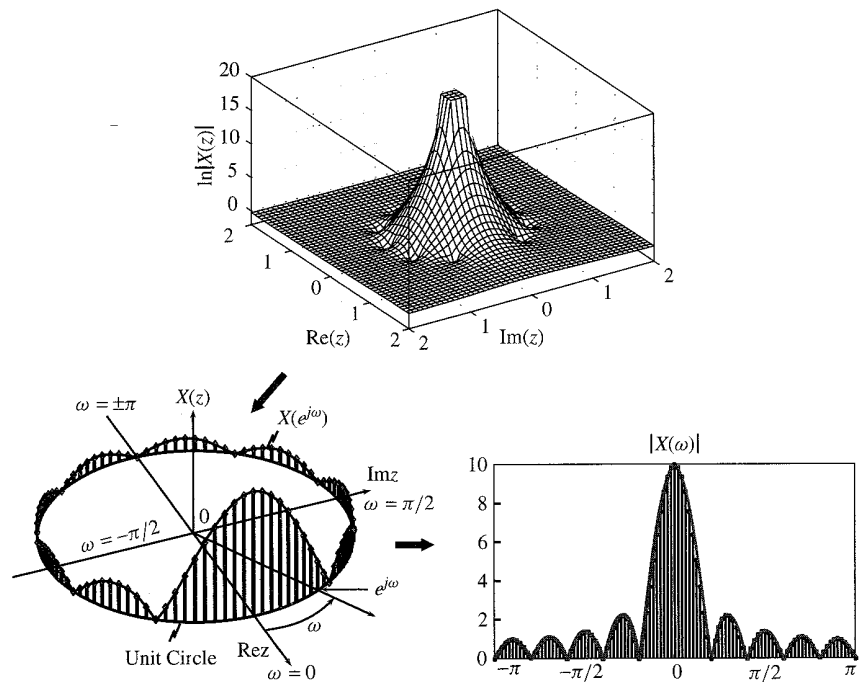 20
15
10
5
0
ln|X(z)|
2
1
0
1
2
Re(z)
2
1
0
1
2
Im(z)
X(z)
ω = ±π
X(e^{jω})
Imz
0
ω = π/2
ω = −π/2
e^{jω}
ω
Unit Circle
Rez
ω = 0
|X(ω)|
10
8
6
4
2
0
−π
−π/2
0
π/2
π